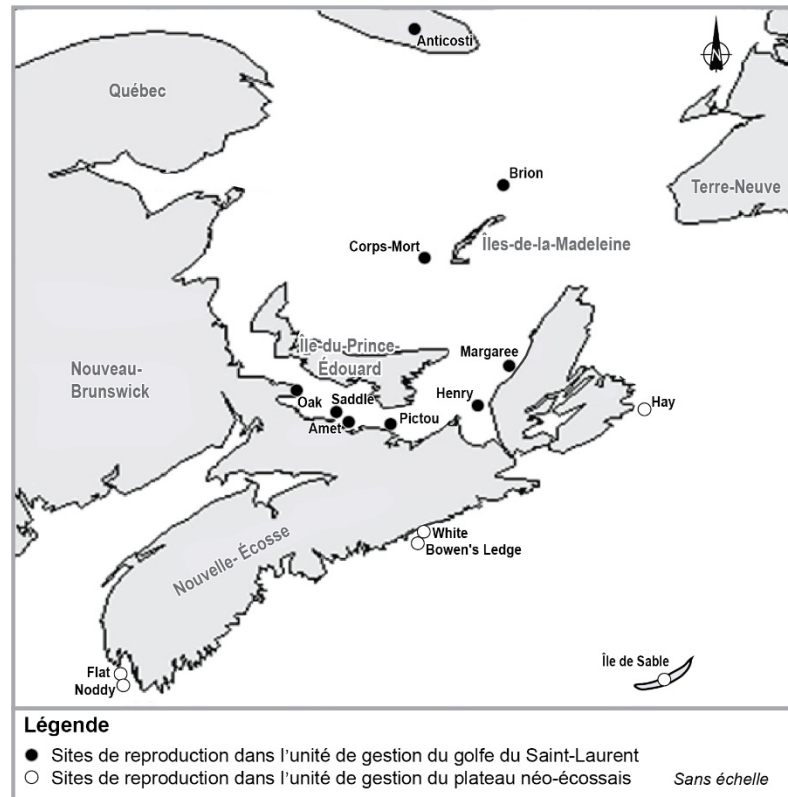 Anticosti
N
Québec
Brion
Terre-Neuve
Corps-Mort
Îles-de-la-Madeleine
Île-du-Prince-
Édouard
Margaree
Nouveau-
Brunswick
Henry
Hay
Oak
Saddle
Amet
Pictou
White
Bowen's Ledge
Nouvelle- Écosse
Île de Sable
Flat
Noddy
Légende
Sites de reproduction dans l'unité de gestion du golfe du Saint-Laurent
Sites de reproduction dans l'unité de gestion du plateau néo-écossais
Sans échelle